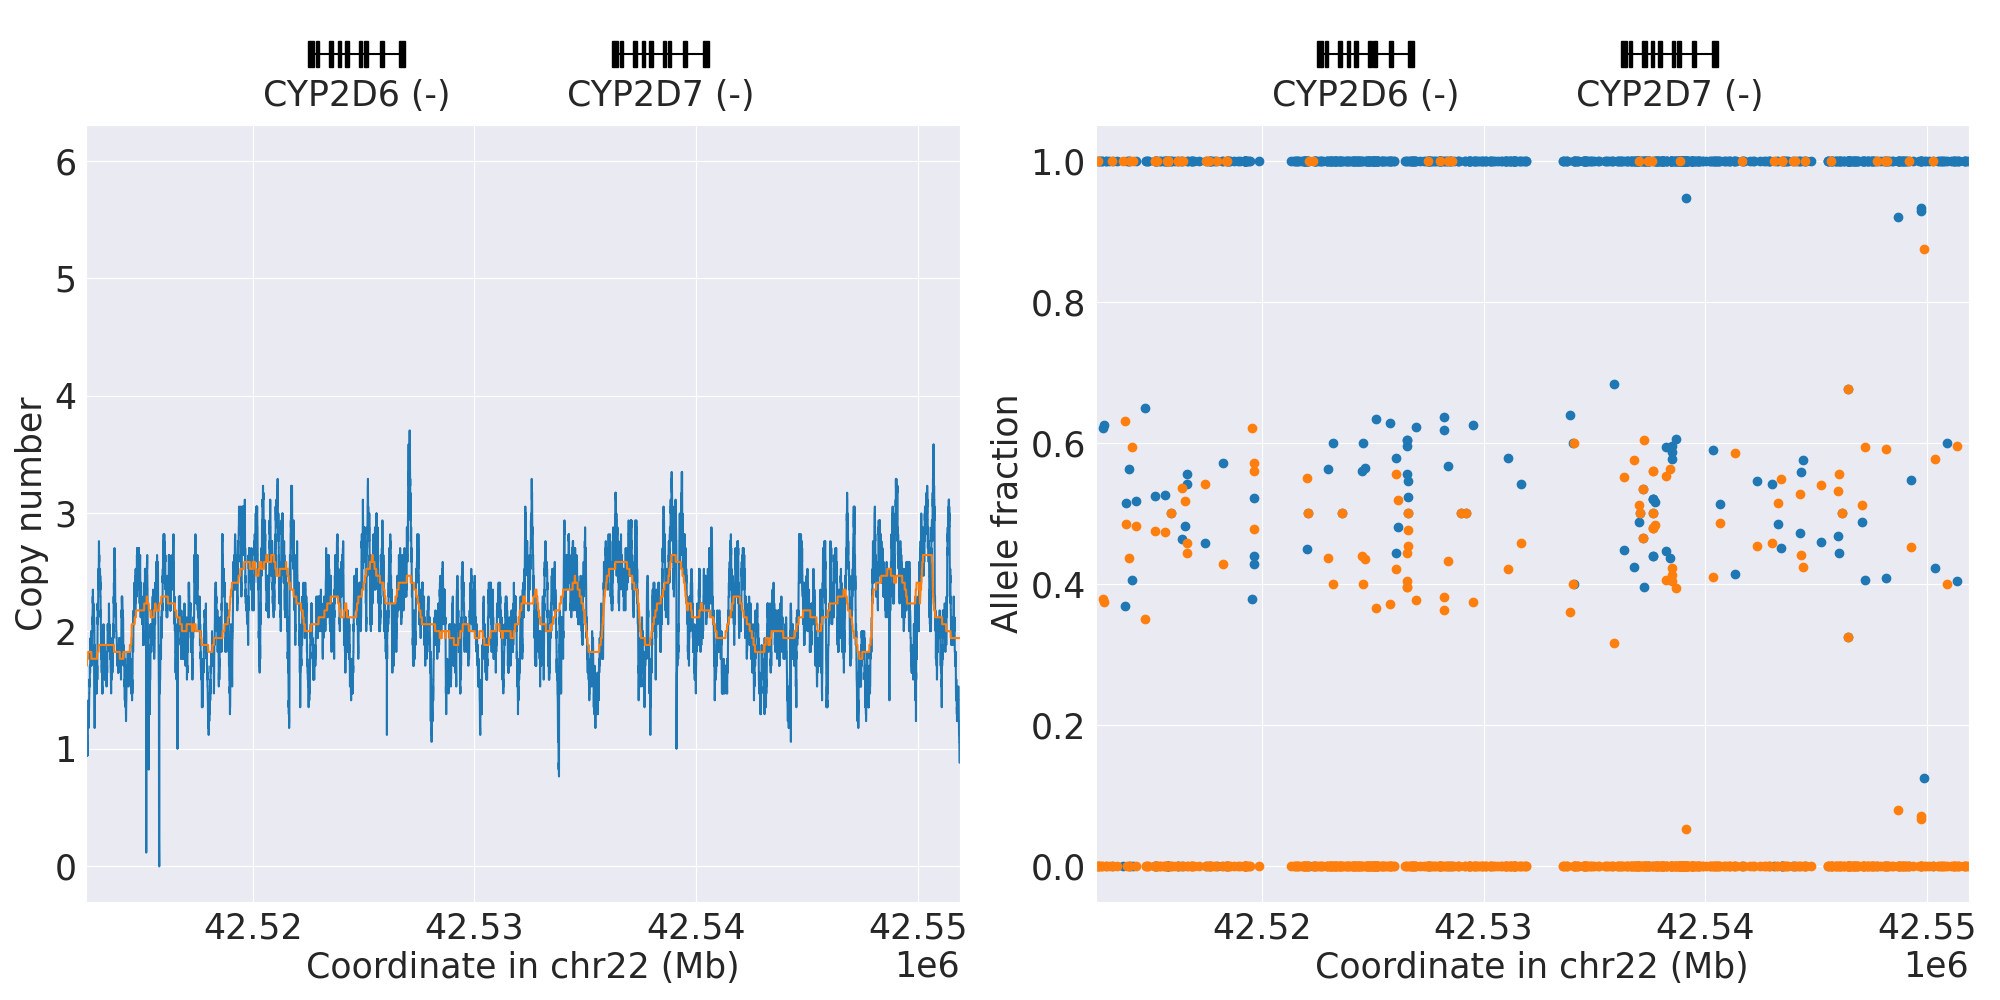 CYP2D6 (-)
CYP2D7 (-)
Copy number
6
5
4
3
2
1
0
42.52
42.53
42.54
42.55
Coordinate in chr22 (Mb)
1e6
CYP2D6 (-)
CYP2D7 (-)
Allele fraction
1.0
0.8
0.6
0.4
0.2
0.0
42.52
42.53
42.54
42.55
Coordinate in chr22 (Mb)
1e6